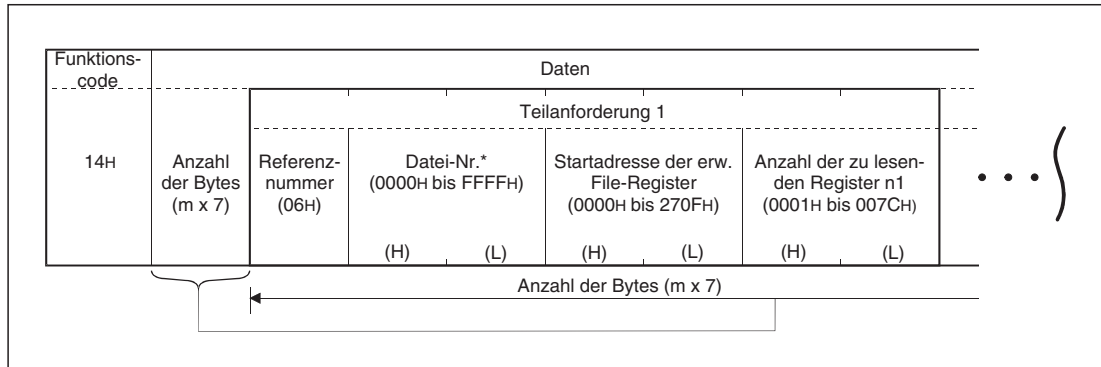 Funktions-
code
Daten
Teilanforderung 1
14H
Anzahl
der Bytes
(m x 7)
Referenz-
nummer
(06H)
Datei-Nr.*
(0000H bis FFFFH)
(H) (L)
Startadresse der erw.
File-Register
(0000H bis 270FH)
(H) (L)
Anzahl der zu lesen-
den Register n1
(0001H bis 007CH)
(H) (L)
• • •
Anzahl der Bytes (m x 7)